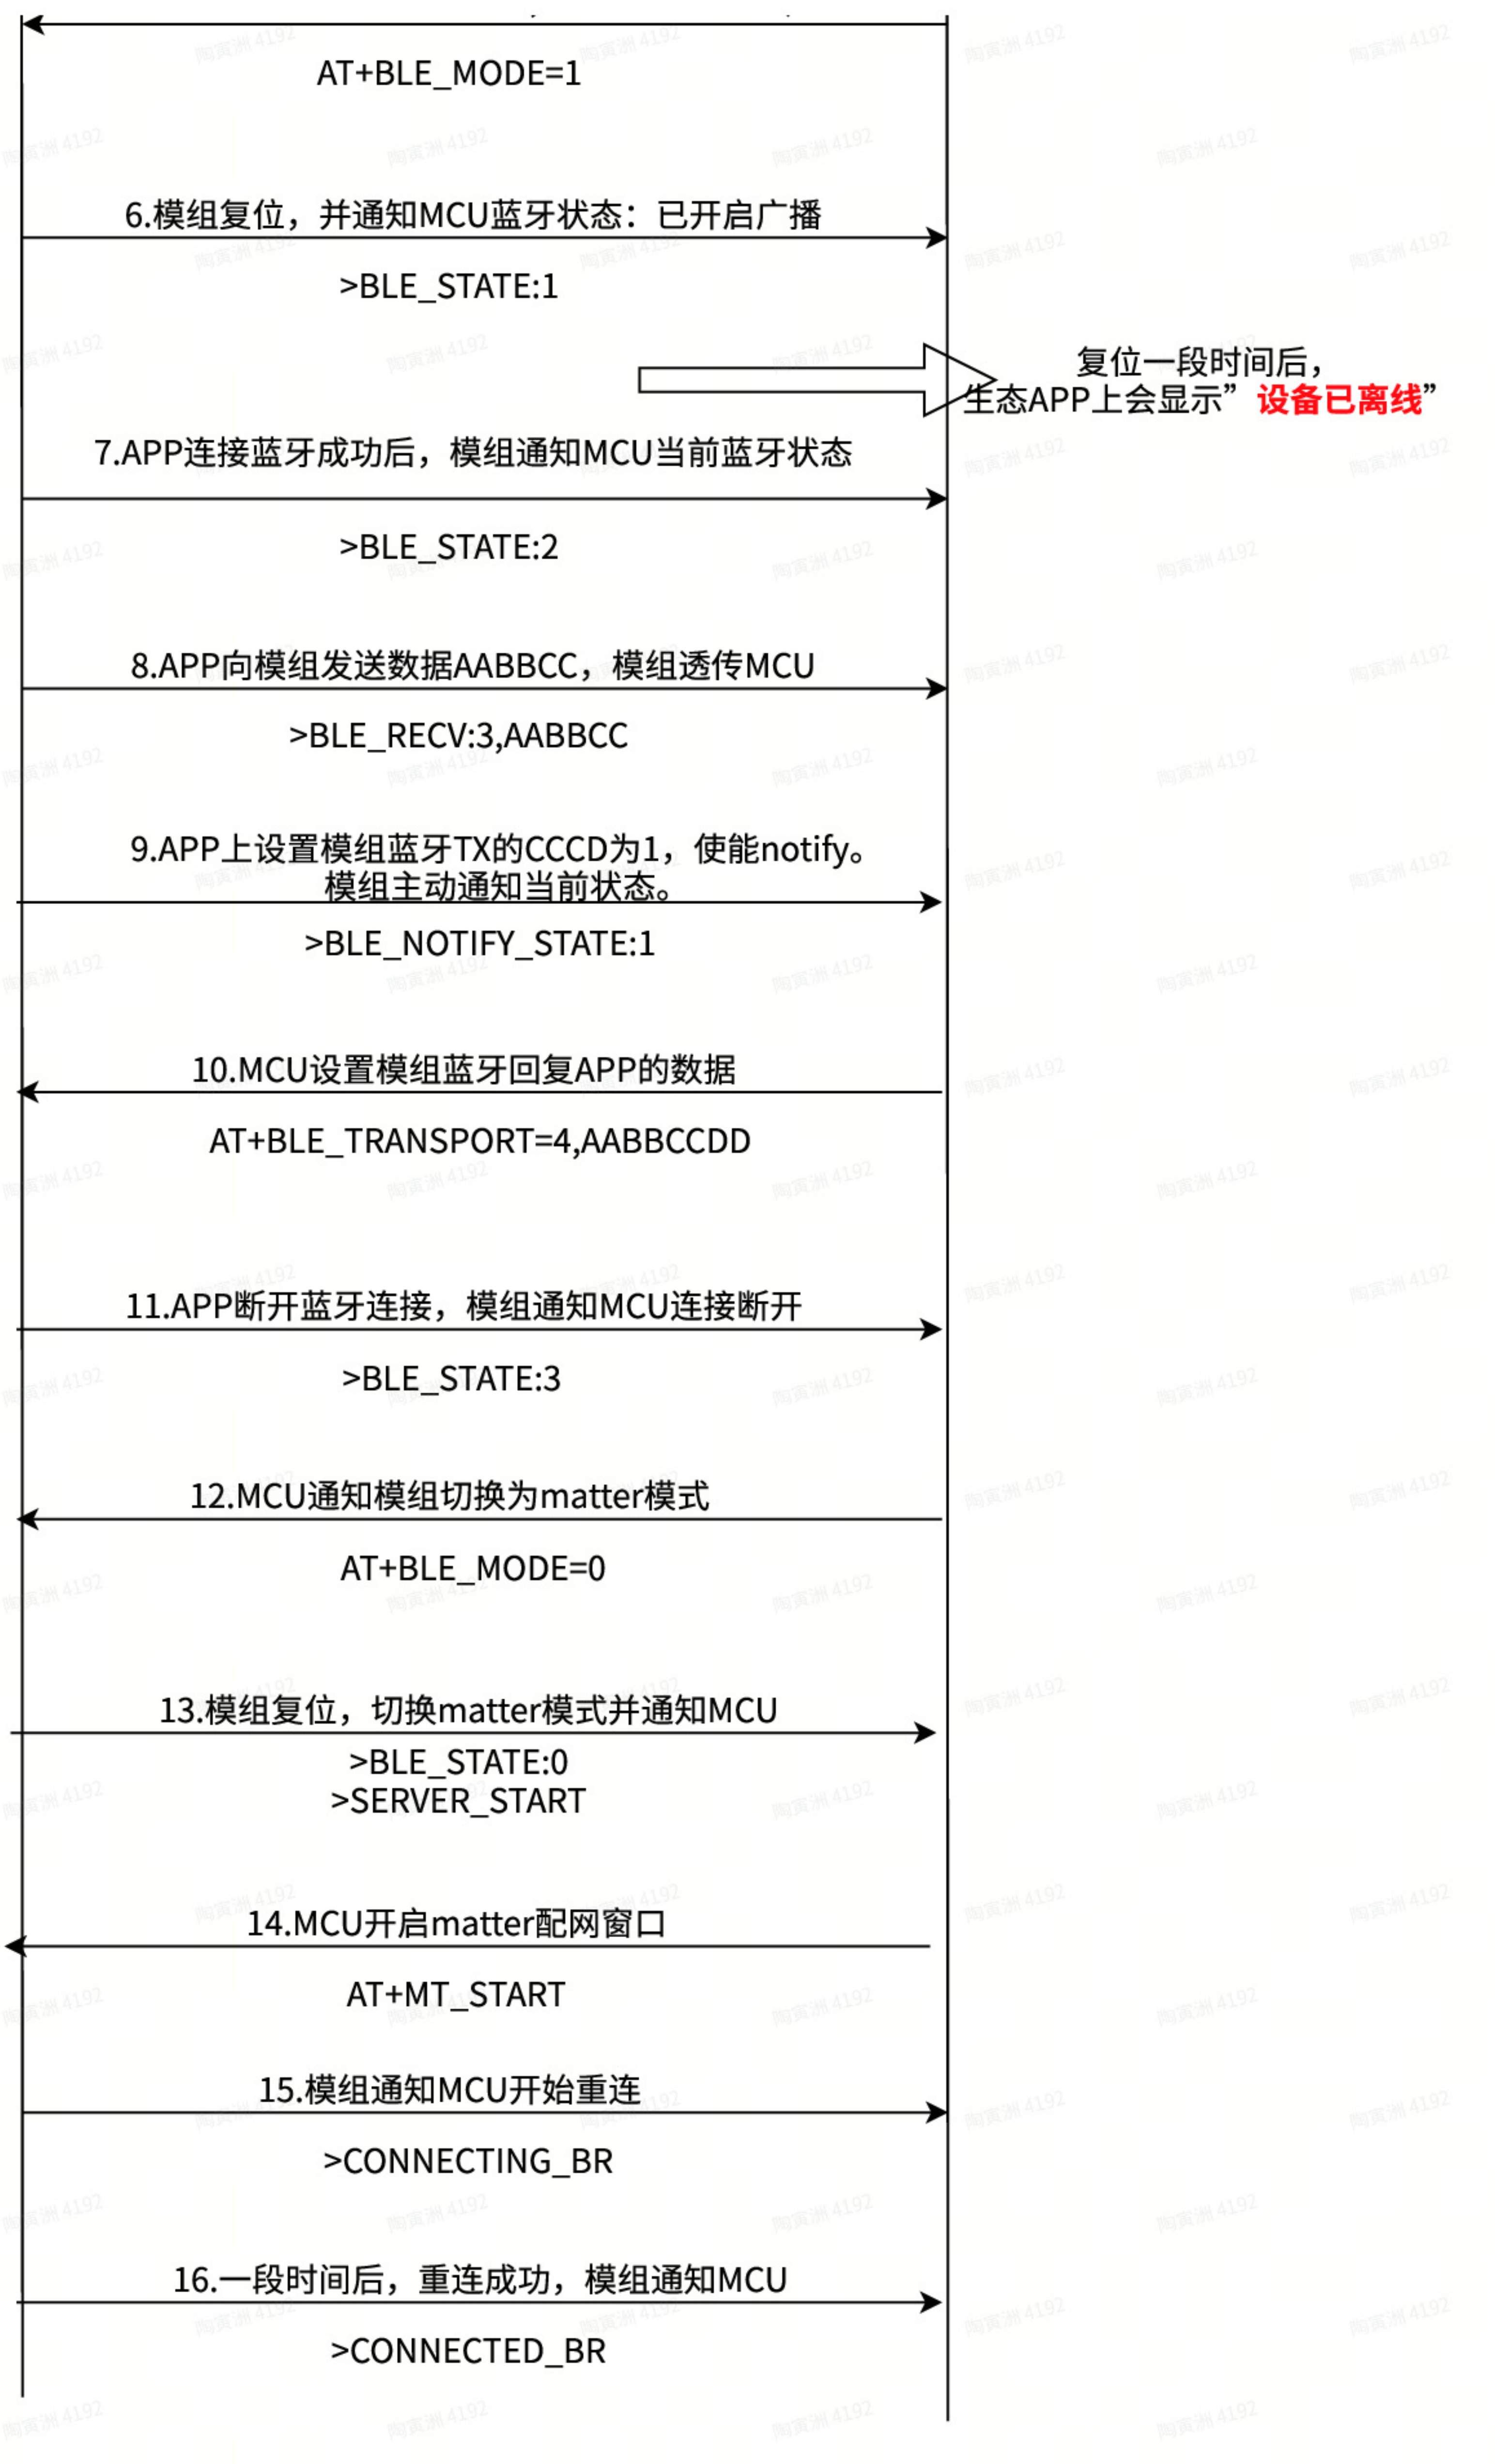 AT+BLE_MODE=1
6.模组复位，并通知MCU蓝牙状态：已开启广播
>BLE_STATE:1
复位一段时间后，
生态APP上会显示”设备已离线”
7.APP连接蓝牙成功后，模组通知MCU当前蓝牙状态
>BLE_STATE:2
8.APP向模组发送数据AABBCC，模组透传MCU
>BLE_RECV:3,AABBCC
9.APP上设置模组蓝牙TX的CCCD为1，使能notify。
模组主动通知当前状态。
>BLE_NOTIFY_STATE:1
10.MCU设置模组蓝牙回复APP的数据
AT+BLE_TRANSPORT=4,AABBCCDD
11.APP断开蓝牙连接，模组通知MCU连接断开
>BLE_STATE:3
12.MCU通知模组切换为matter模式
AT+BLE_MODE=0
13.模组复位，切换matter模式并通知MCU
>BLE_STATE:0
>SERVER_START
14.MCU开启matter配网窗口
AT+MT_START
15.模组通知MCU开始重连
>CONNECTING_BR
16.一段时间后，重连成功，模组通知MCU
>CONNECTED_BR
陶寅洲 4192